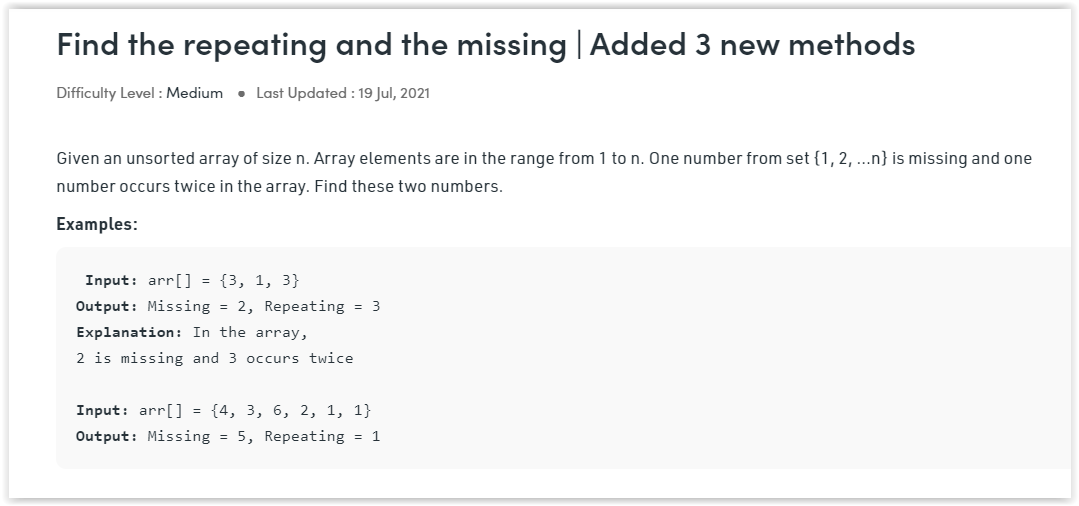 Find the repeating and the missing | Added 3 new methods
Difficulty Level : Medium ● Last Updated : 19 Jul, 2021
Given an unsorted array of size n. Array elements are in the range from 1 to n. One number from set {1, 2, …n} is missing and one
number occurs twice in the array. Find these two numbers.
Examples:
Input: arr[] = {3, 1, 3}
Output: Missing = 2, Repeating = 3
Explanation: In the array,
2 is missing and 3 occurs twice
Input: arr[] = {4, 3, 6, 2, 1, 1}
Output: Missing = 5, Repeating = 1